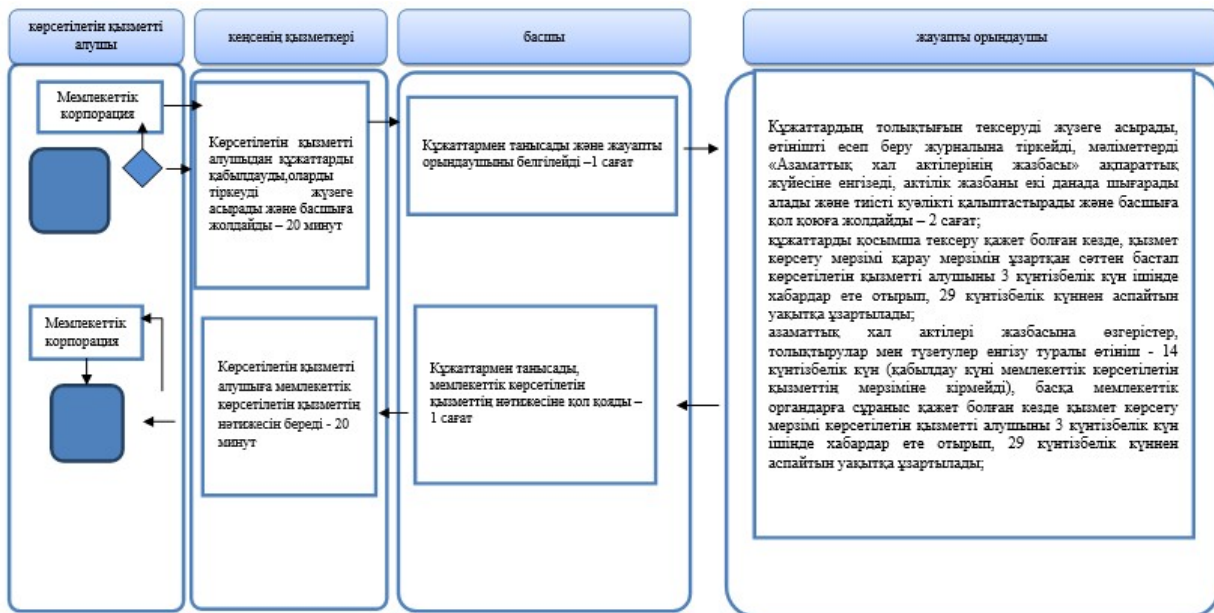 көрсетілетін қызметті
алушы
кеңсенің қызметкері
басшы
жауапты орындаушы
Мемлекеттік
корпорация
Көрсетілетін қызметті
алушыдан құжаттарды
қабылдауды,оларды
тіркеуді жүзеге
асырады және басшыға
жолдайды – 20 минут
Құжаттармен танысады және жауапты
орындаушыны белгілейді –1 сағат
Құжаттардың толықтығын тексеруді жүзеге асырады,
өтінішті есеп беру журналына тіркейді, мәліметтерді
«Азаматтық хал актілерінің жазбасы» ақпараттық
жүйесіне енгізеді, актілік жазбаны екі данада шығарады
алады және тиісті куәлікті қалыптастырады және басшыға
қол қоюға жолдайды – 2 сағат;
құжаттарды қосымша тексеру қажет болған кезде, қызмет
көрсету мерзімі қарау мерзімін ұзартқан сәттен бастап
көрсетілетін қызметті алушыны 3 күнтізбелік күн ішінде
хабардар ете отырып, 29 күнтізбелік күннен аспайтын
уақытқа ұзартылады;
азаматтық хал актілері жазбасына өзгерістер,
толықтырулар мен түзетулер енгізу туралы өтініш - 14
күнтізбелік күн (қабылдау күні мемлекеттік көрсетілетін
қызметтің мерзіміне кірмейді), басқа мемлекеттік
органдарға сұраныс қажет болған кезде қызмет көрсету
мерзімі көрсетілетін қызметті алушыны 3 күнтізбелік күн
ішінде хабардар ете отырып, 29 күнтізбелік күннен
аспайтын уақытқа ұзартылады;
Мемлекеттік
корпорация
Көрсетілетін қызметті
алушыға мемлекеттік
көрсетілетін қызметтің
нәтижесін береді - 20
минут
Құжаттармен танысады,
мемлекеттік көрсетілетін
қызметтің нәтижесіне қол қояды –
1 сағат